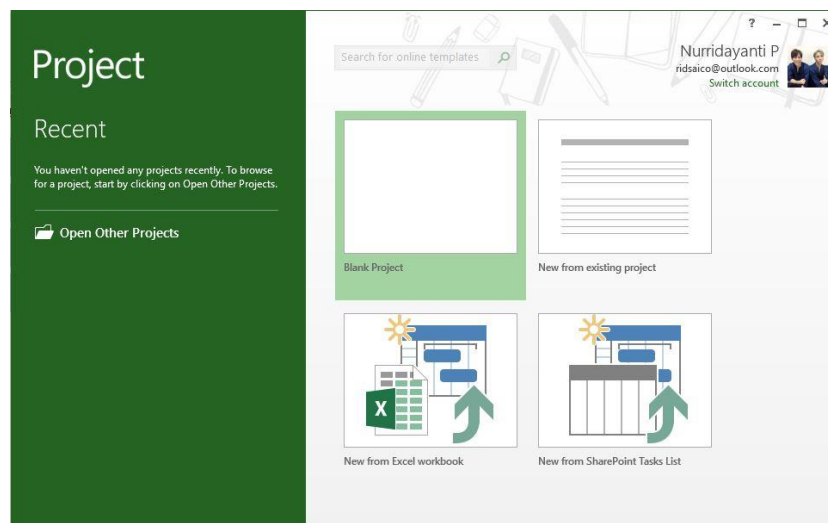 Project
Recent
You haven't opened any projects recently. To browse
for a project, start by clicking on Open Other Projects.
Open Other Projects
Search for online templates
?
Nurridayanti P
ridsaico@outlook.com
Switch account
Blank Project
New from existing project
X
New from Excel workbook
New from SharePoint Tasks List